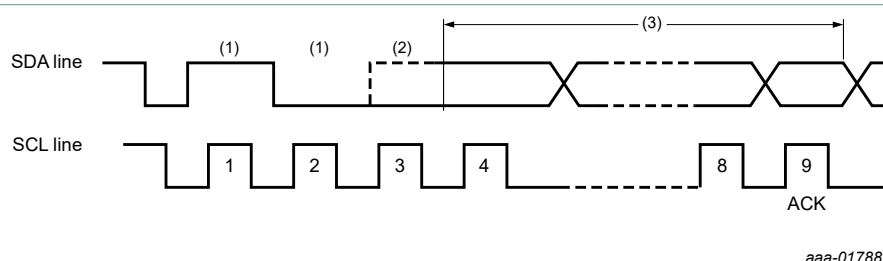 (3)
(1) (1) (2)
SDA line
SCL line
1 2 3 4 8 9
ACK
aaa-01788